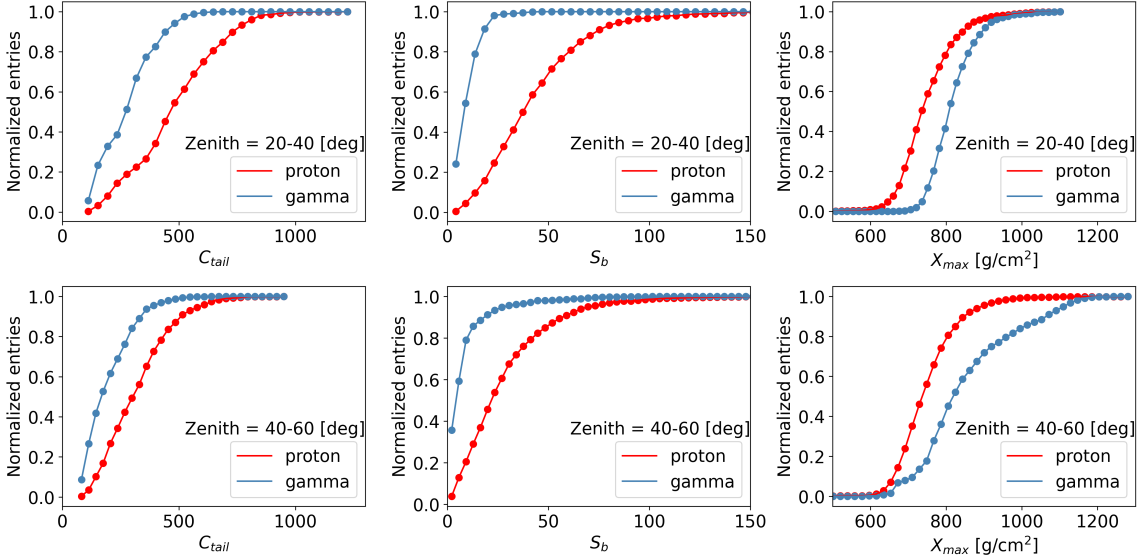 Normalized entries
1.0
0.8
0.6
0.4
0.2
0.0
Zenith = 20-40 [deg]
proton
gamma
0 500 1000
C_tail
Normalized entries
1.0
0.8
0.6
0.4
0.2
0.0
Zenith = 20-40 [deg]
proton
gamma
0 50 100 150
S_b
Normalized entries
1.0
0.8
0.6
0.4
0.2
0.0
Zenith = 20-40 [deg]
proton
gamma
600 800 1000 1200
X_max [g/cm²]
Normalized entries
1.0
0.8
0.6
0.4
0.2
0.0
Zenith = 40-60 [deg]
proton
gamma
0 500 1000
C_tail
Normalized entries
1.0
0.8
0.6
0.4
0.2
0.0
Zenith = 40-60 [deg]
proton
gamma
0 50 100 150
S_b
Normalized entries
1.0
0.8
0.6
0.4
0.2
0.0
Zenith = 40-60 [deg]
proton
gamma
600 800 1000 1200
X_max [g/cm²]